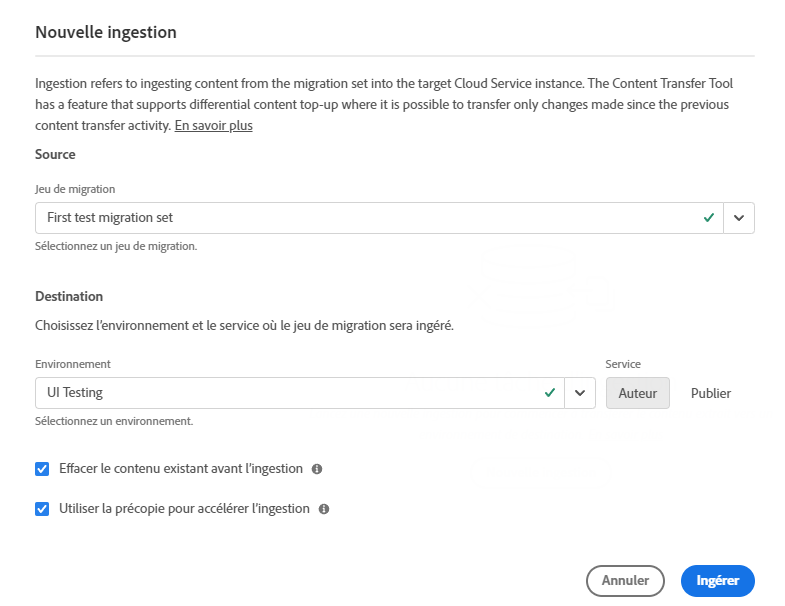 Nouvelle ingestion
Ingestion refers to ingesting content from the migration set into the target Cloud Service instance. The Content Transfer Tool
has a feature that supports differential content top-up where it is possible to transfer only changes made since the previous
content transfer activity. En savoir plus
Source
Jeu de migration
First test migration set
Sélectionnez un jeu de migration.
Destination
Choisissez l'environnement et le service où le jeu de migration sera ingéré.
Environnement Service
UI Testing Auteur Publier
Sélectionnez un environnement.
Effacer le contenu existant avant l'ingestion
Utiliser la précopie pour accélérer l'ingestion
Annuler Ingérer